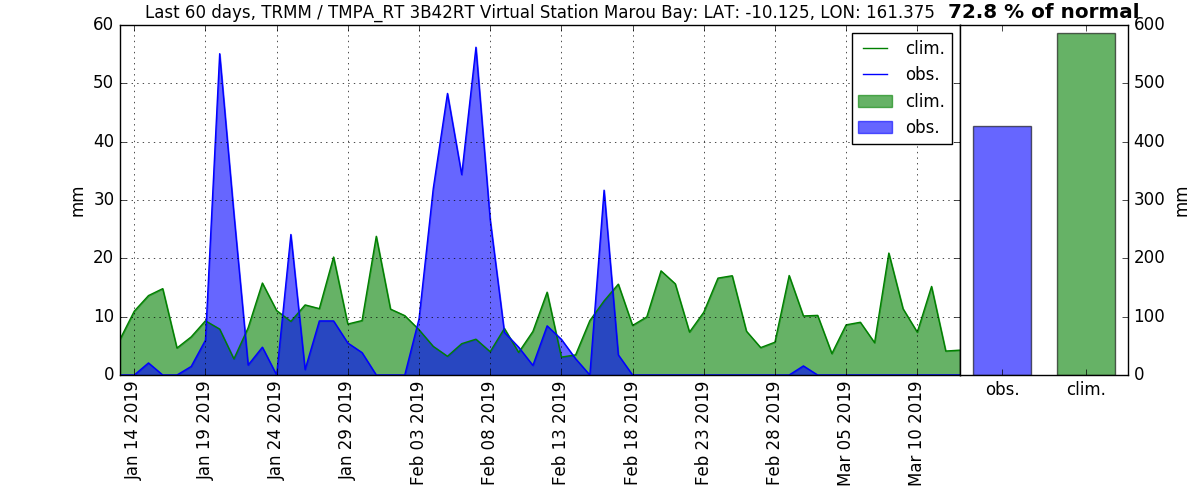 Last 60 days, TRMM / TMPA_RT 3B42RT Virtual Station Marou Bay: LAT: -10.125, LON: 161.375
72.8 % of normal
60
50
40
30
20
10
0
mm
clim.
obs.
clim.
obs.
600
500
400
300
200
100
0
mm
obs.
clim.
Jan 14 2019
Jan 19 2019
Jan 24 2019
Jan 29 2019
Feb 03 2019
Feb 08 2019
Feb 13 2019
Feb 18 2019
Feb 23 2019
Feb 28 2019
Mar 05 2019
Mar 10 2019